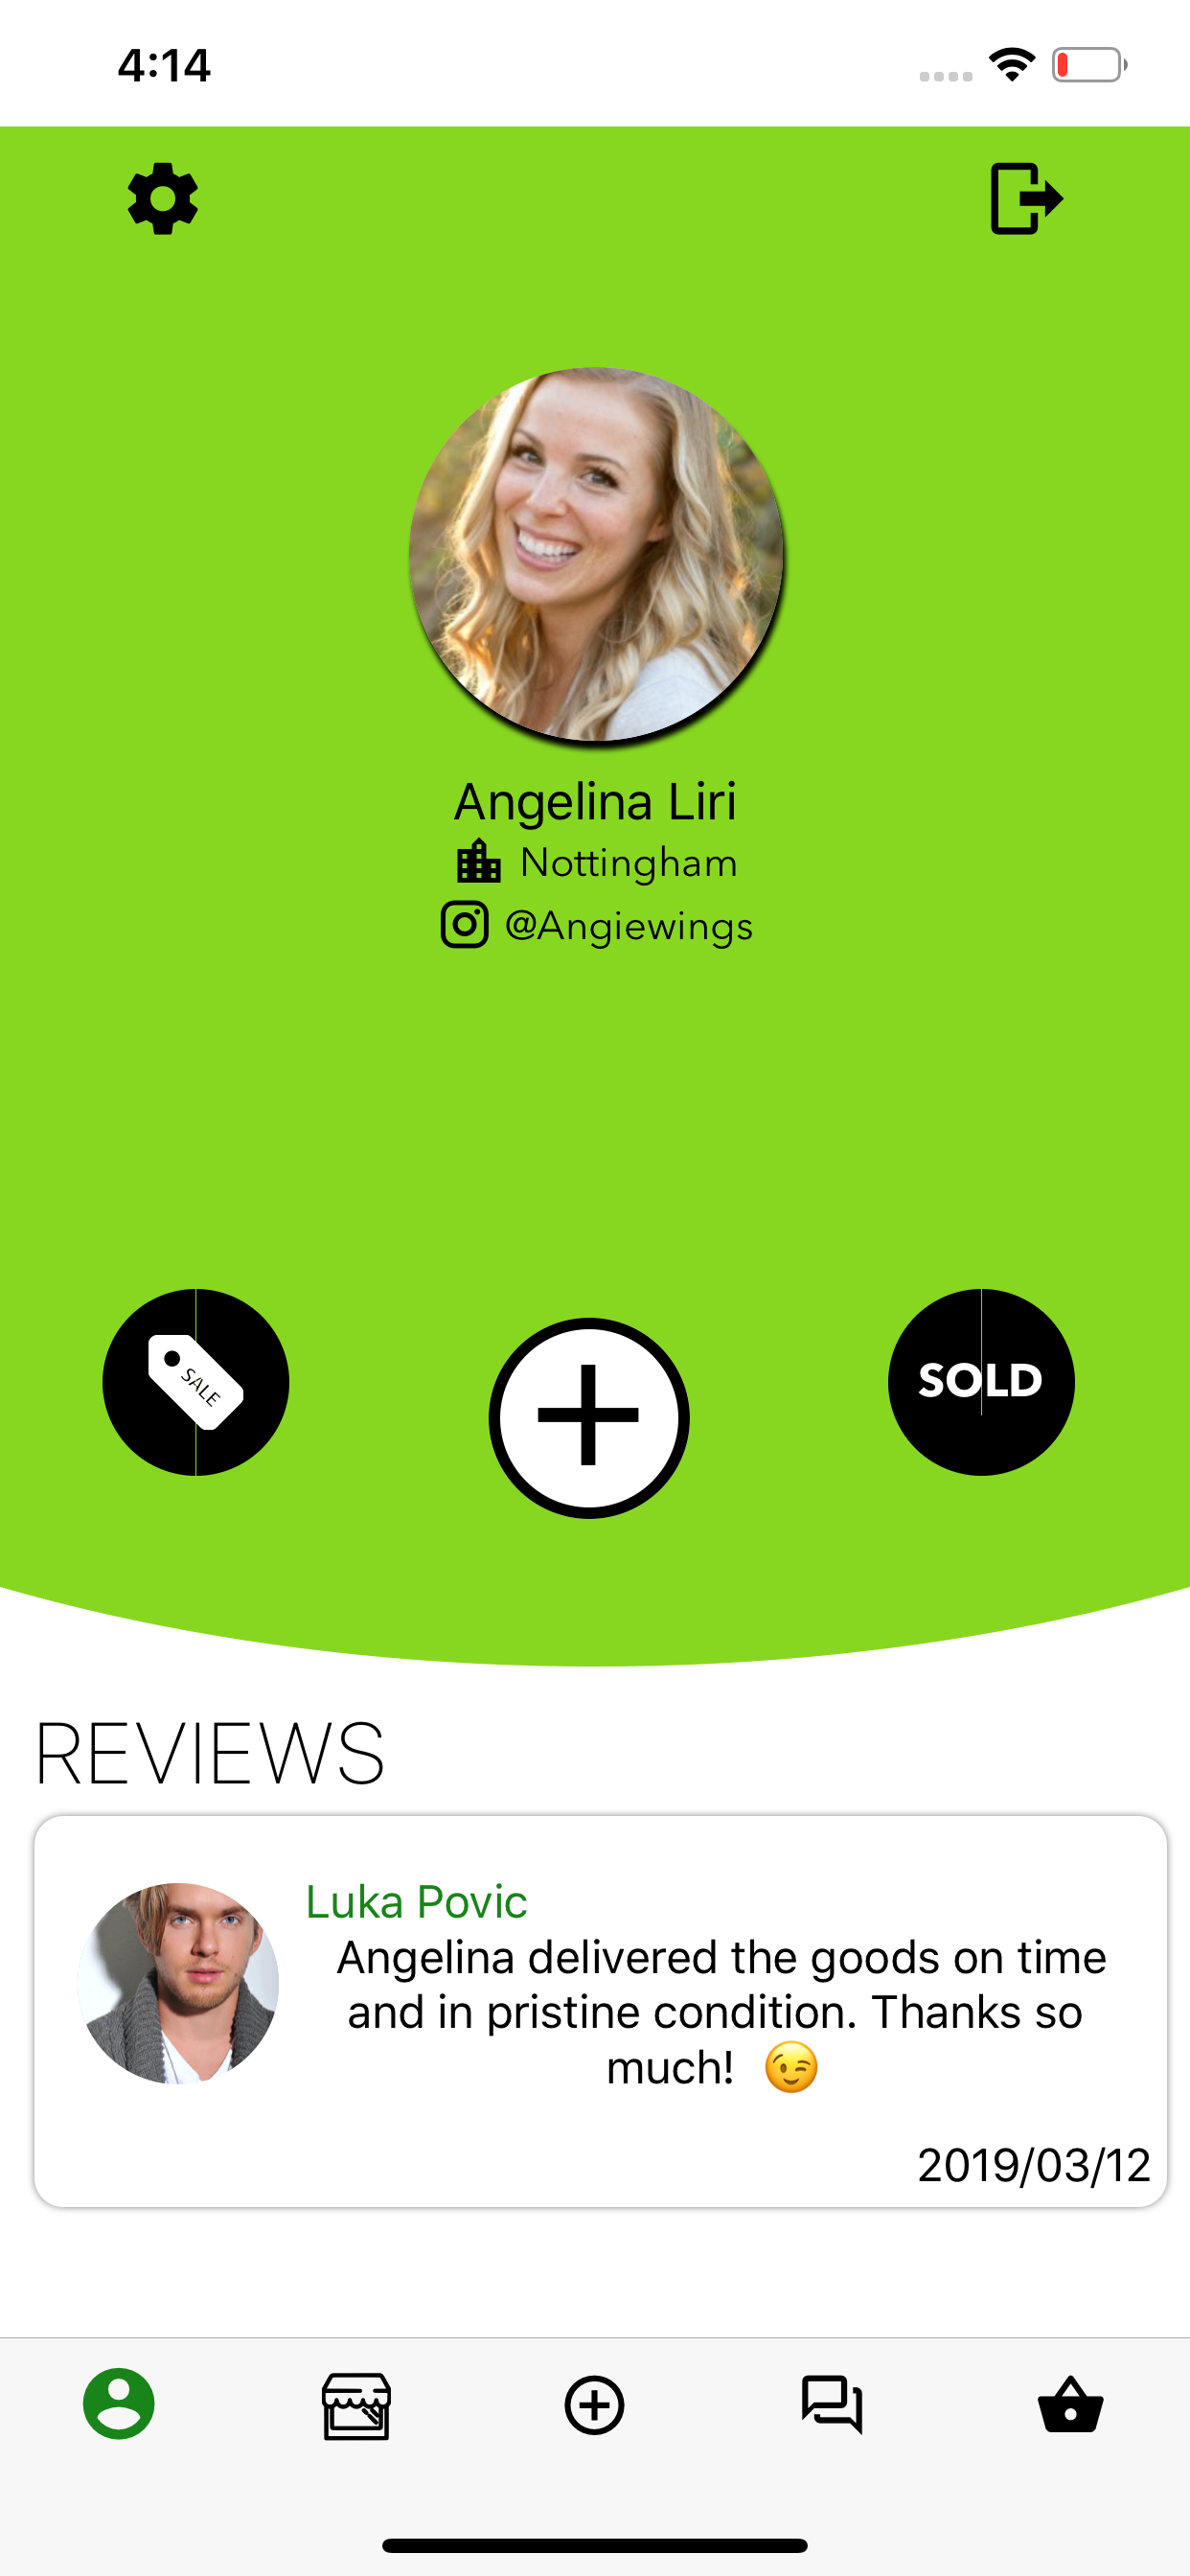 4:14
Angelina Liri
Nottingham
@Angiewings
SALE
SOLD
REVIEWS
Luka Povic
Angelina delivered the goods on time
and in pristine condition. Thanks so
much! 😉
2019/03/12